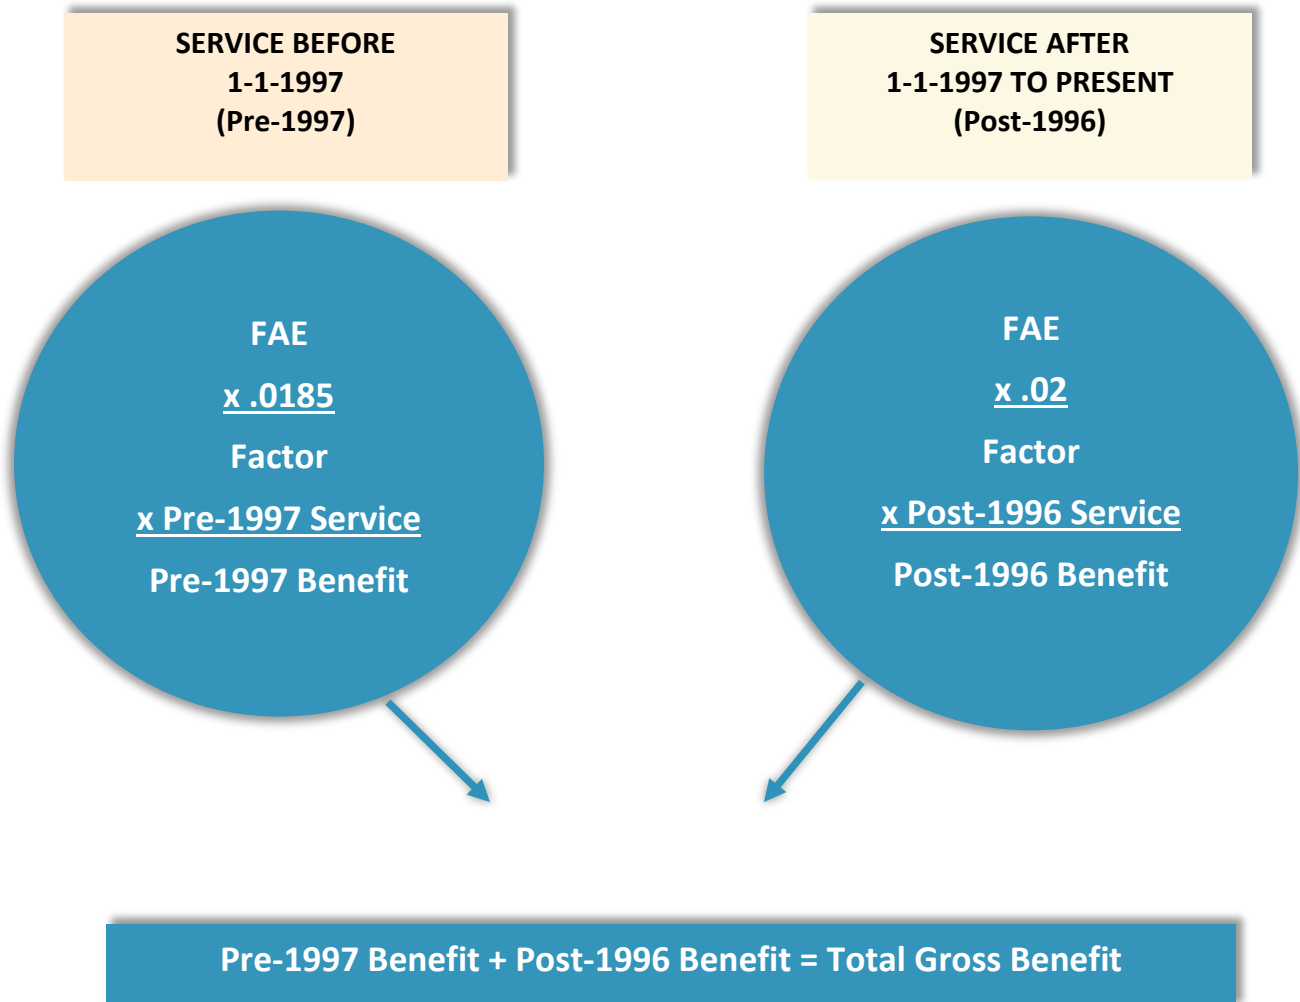 SERVICE BEFORE
1-1-1997
(Pre-1997)
SERVICE AFTER
1-1-1997 TO PRESENT
(Post-1996)
FAE
x .0185
Factor
x Pre-1997 Service
Pre-1997 Benefit
FAE
x .02
Factor
x Post-1996 Service
Post-1996 Benefit
Pre-1997 Benefit + Post-1996 Benefit = Total Gross Benefit